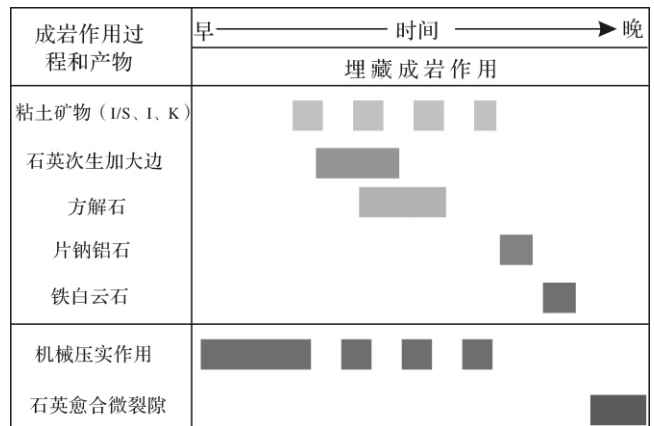 成岩作用过
程和产物
早 时间 晚
埋藏成岩作用
粘土矿物（I/S、I、K）
石英次生加大边
方解石
片钠铝石
铁白云石
机械压实作用
石英愈合微裂隙